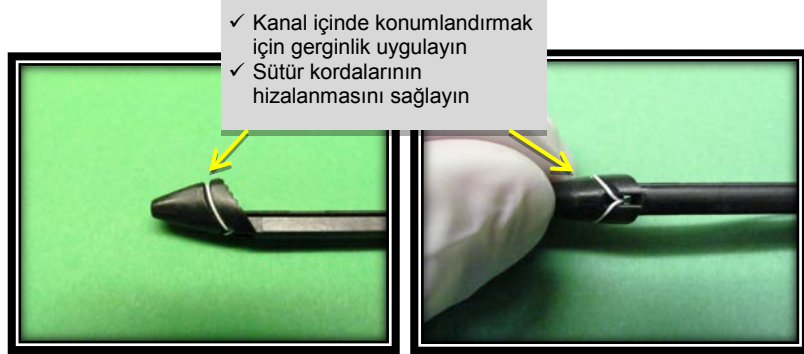 ✓ Kanal içinde konumlandırmak
için gerginlik uygulayın
✓ Sütür kordalarının
hizalanmasını sağlayın